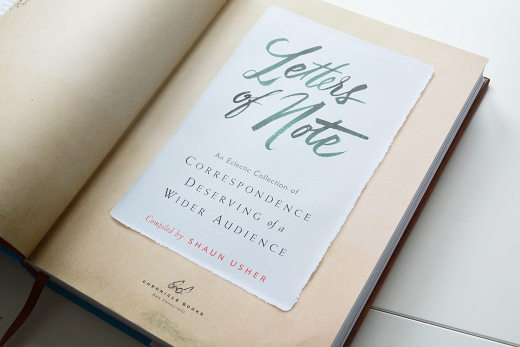 Letters
of Note
An Eclectic Collection of
CORRESPONDENCE
DESERVING of a
WIDER AUDIENCE
Compiled by SHAUN USHER
CHRONICLE BOOKS
SAN FRANCISCO